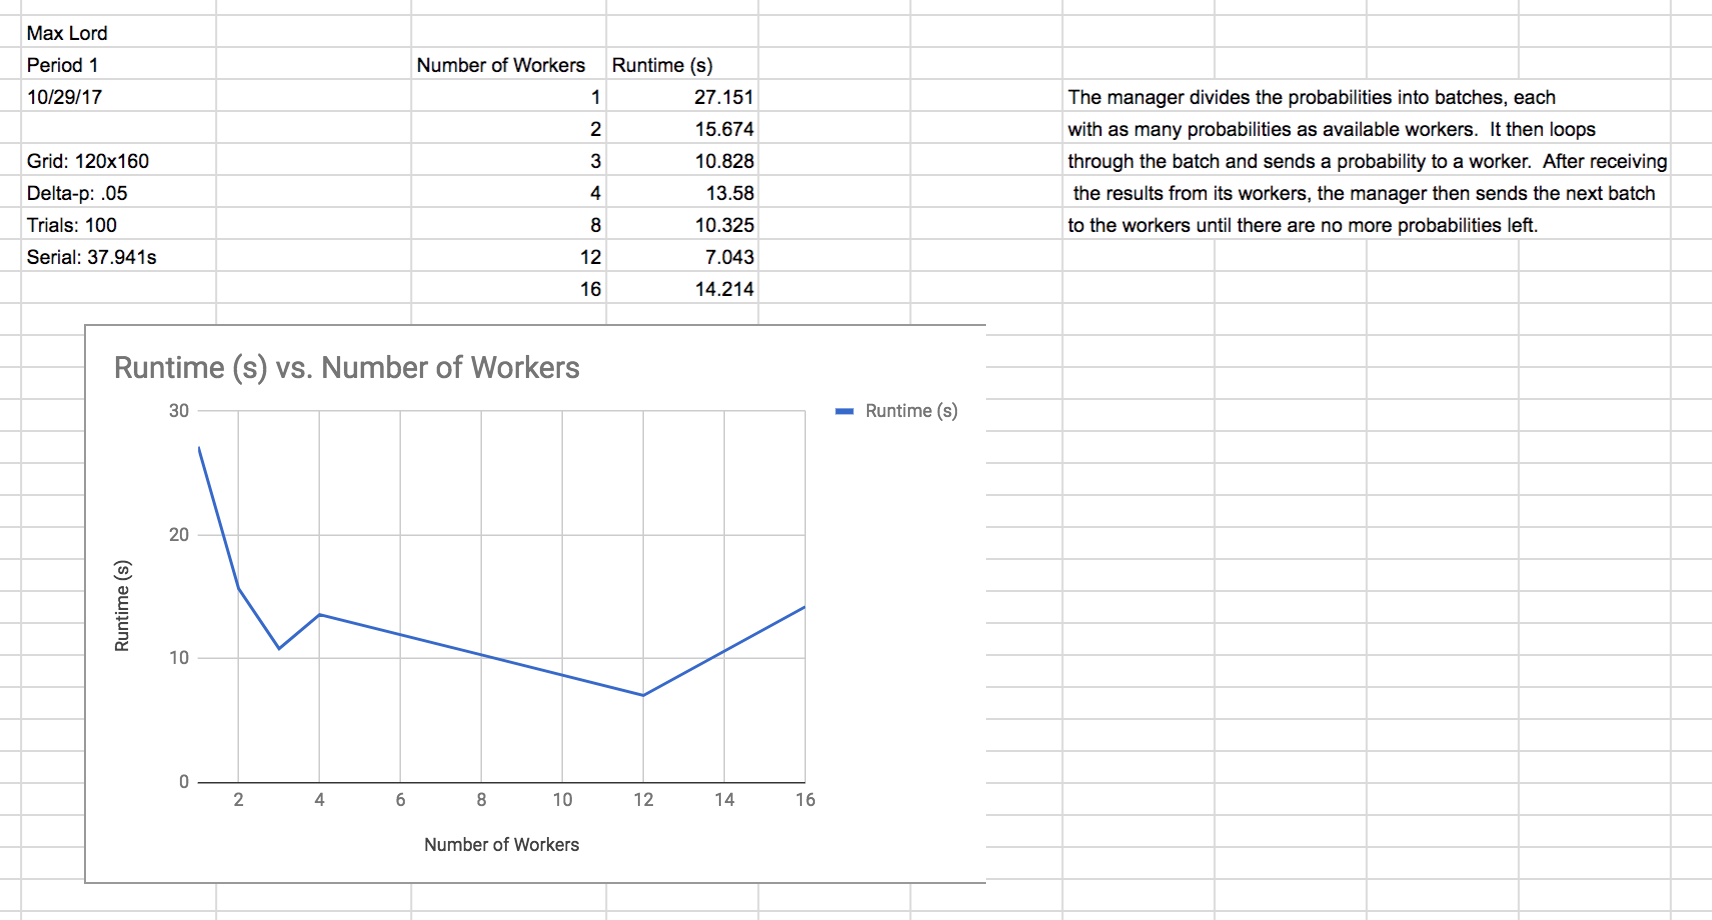 Max Lord
Period 1 Number of Workers Runtime (s)
10/29/17 1 27.151 The manager divides the probabilities into batches, each
2 15.674 with as many probabilities as available workers. It then loops
Grid: 120x160 3 10.828 through the batch and sends a probability to a worker. After receiving
Delta-p: .05 4 13.58 the results from its workers, the manager then sends the next batch
Trials: 100 8 10.325 to the workers until there are no more probabilities left.
Serial: 37.941s 12 7.043
16 14.214
Runtime (s) vs. Number of Workers
30 Runtime (s)
20
Runtime (s)
10
0
2 4 6 8 10 12 14 16
Number of Workers